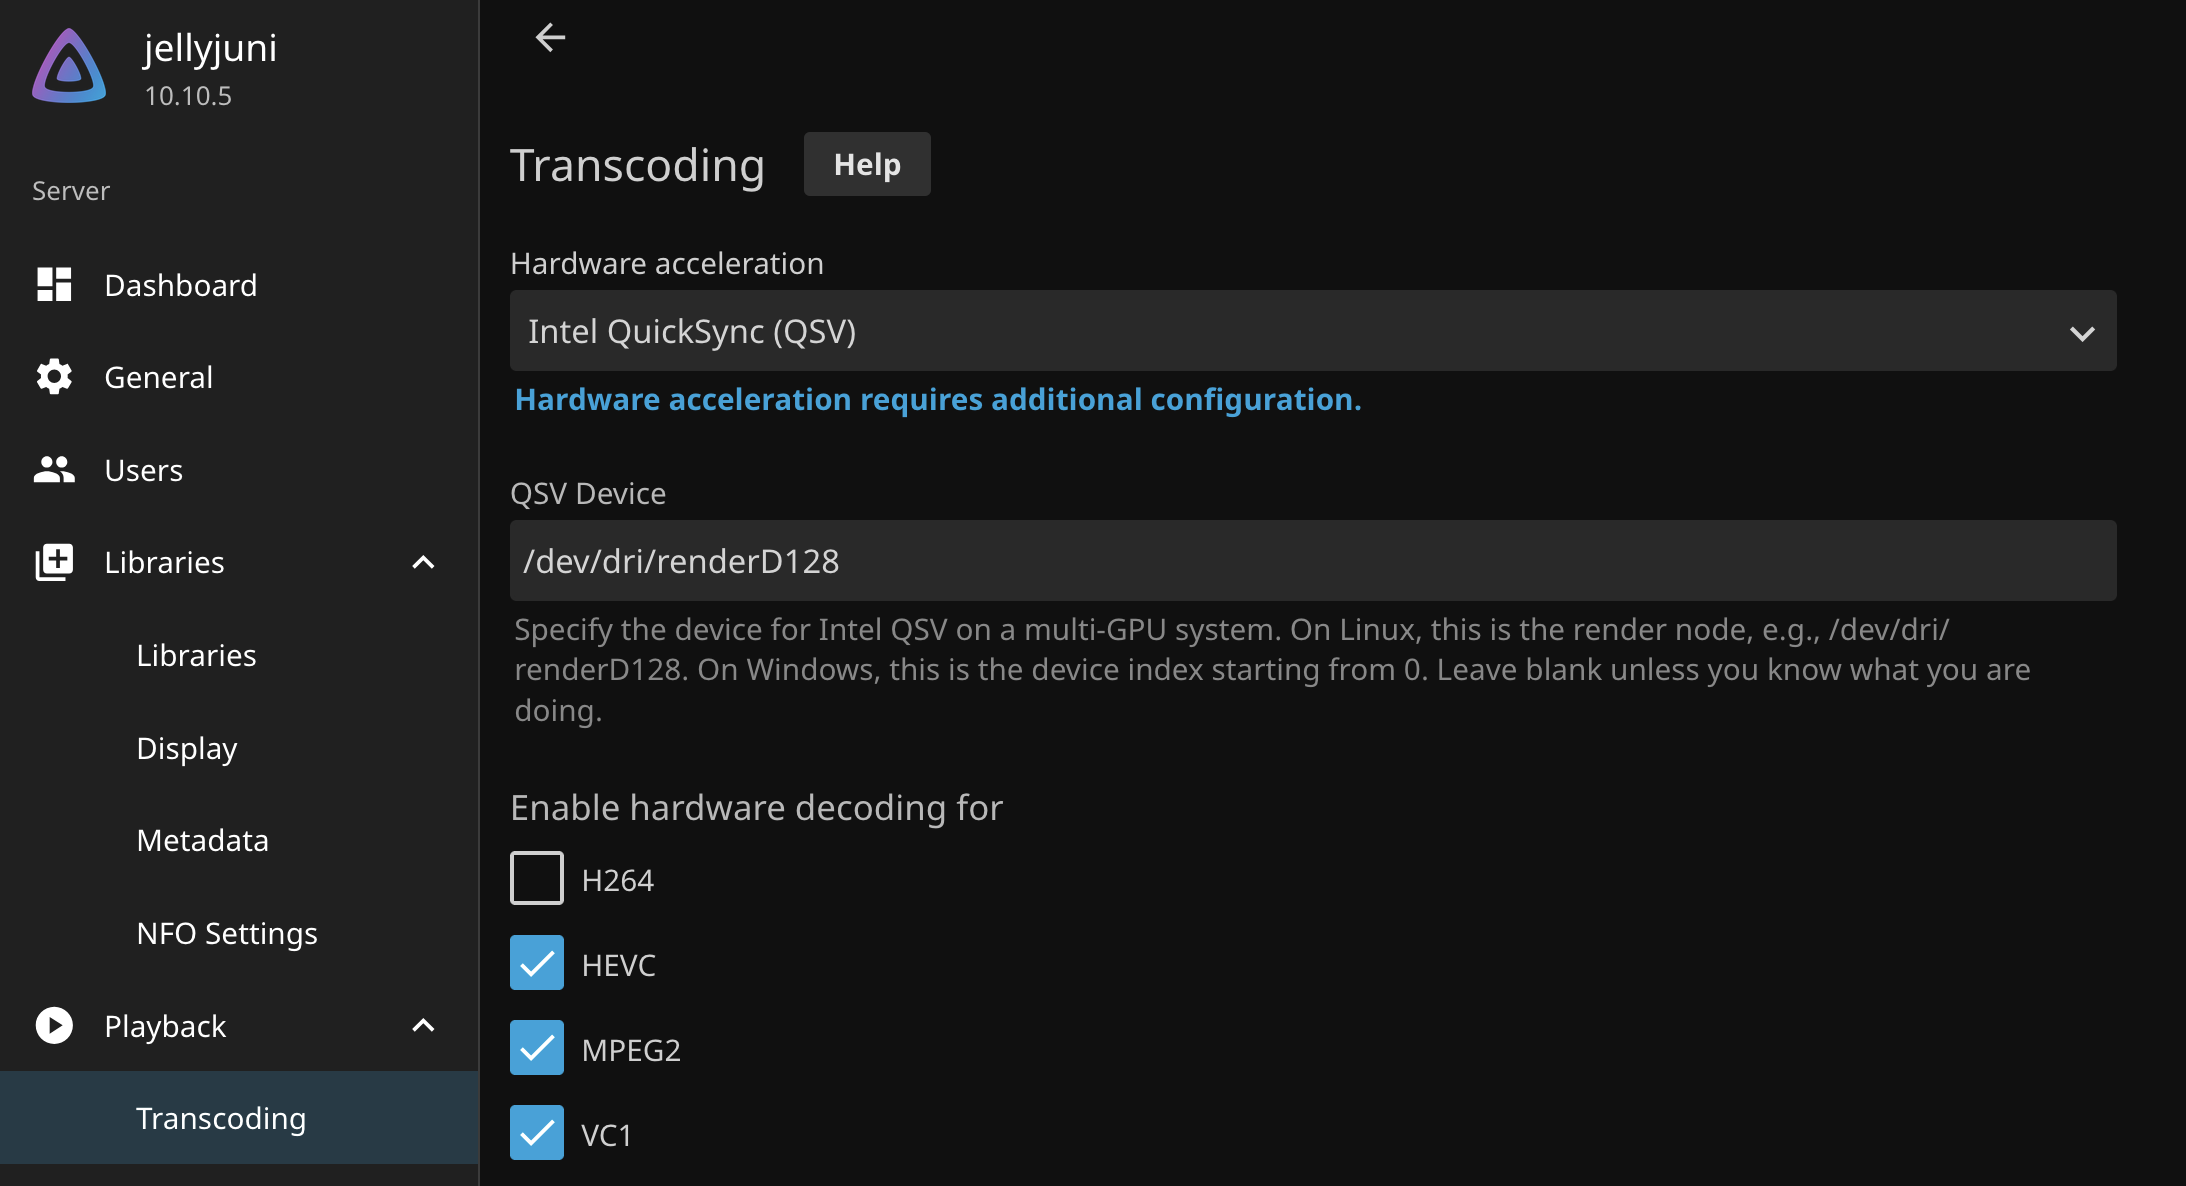 jellyjuni
10.10.5
Server
Dashboard
General
Users
Libraries
Libraries
Display
Metadata
NFO Settings
Playback
Transcoding
Transcoding
Help
Hardware acceleration
Intel QuickSync (QSV)
Hardware acceleration requires additional configuration.
QSV Device
/dev/dri/renderD128
Specify the device for Intel QSV on a multi-GPU system. On Linux, this is the render node, e.g., /dev/dri/
renderD128. On Windows, this is the device index starting from 0. Leave blank unless you know what you are
doing.
Enable hardware decoding for
H264
HEVC
MPEG2
VC1